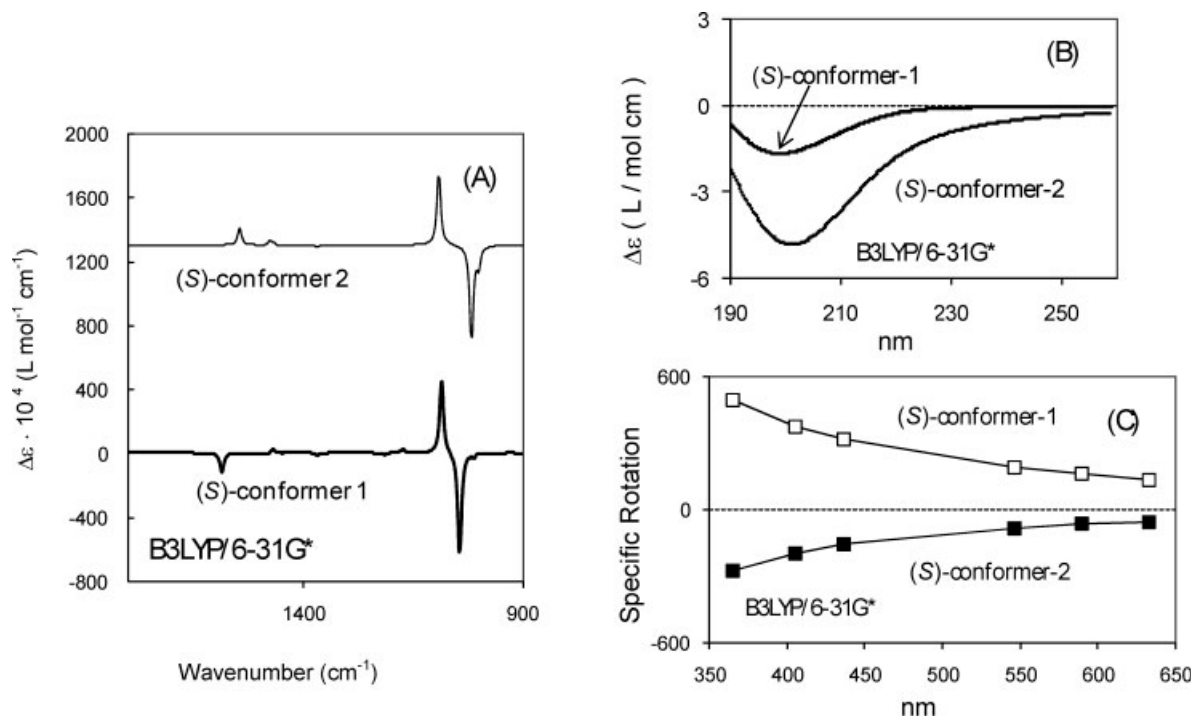 2000
1600
1200
800
400
0
-400
-800
1400
900
(A)
(S)-conformer 2
(S)-conformer 1
B3LYP/6-31G*
Δε · 10⁴ (L mol⁻¹ cm⁻¹)
Wavenumber (cm⁻¹)
3
0
-3
-6
190
210
230
250
(B)
(S)-conformer-1
(S)-conformer-2
B3LYP/6-31G*
Δε ( L / mol cm)
nm
600
0
-600
350
400
450
500
550
600
650
(C)
(S)-conformer-1
(S)-conformer-2
B3LYP/6-31G*
Specific Rotation
nm